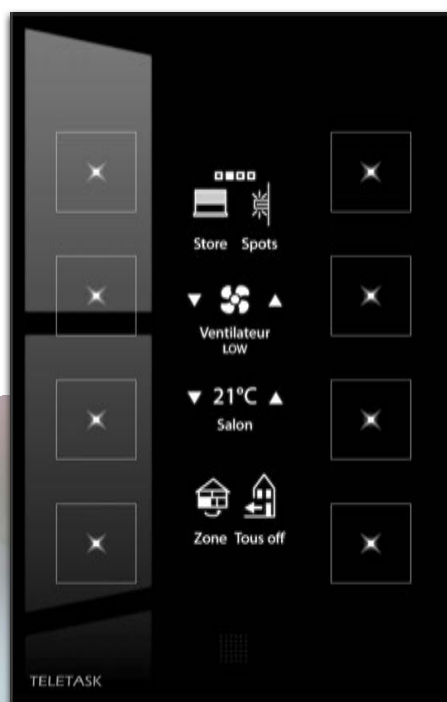 Store Spots
Ventilateur
LOW
21°C
Salon
Zone Tous off
TELETASK